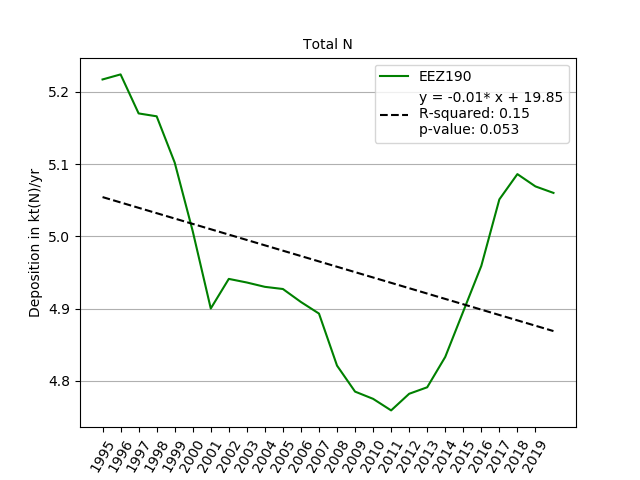 Total N
EEZ190
y = -0.01* x + 19.85
R-squared: 0.15
p-value: 0.053
Deposition in kt(N)/yr
5.2
5.1
5.0
4.9
4.8
1995 1996 1997 1998 1999 2000 2001 2002 2003 2004 2005 2006 2007 2008 2009 2010 2011 2012 2013 2014 2015 2016 2017 2018 2019